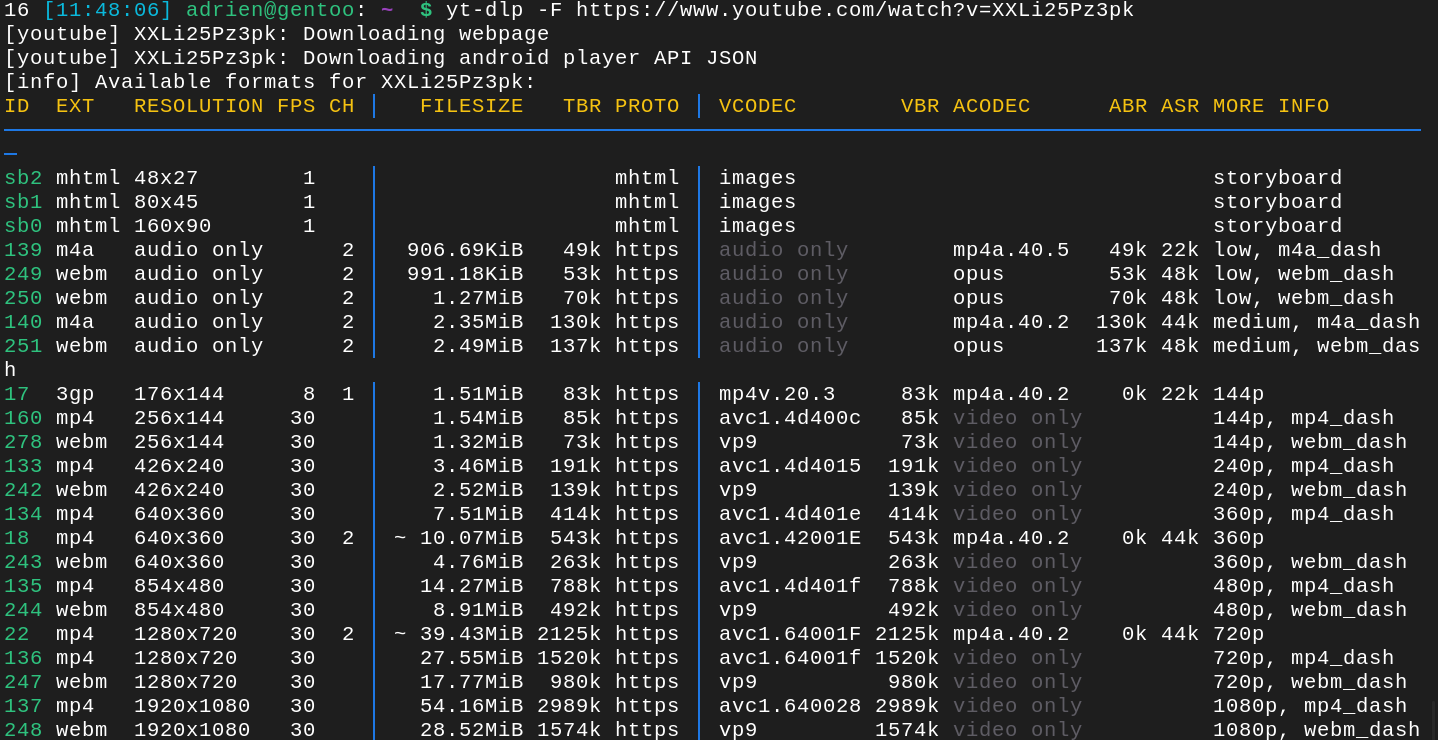 16 [11:48:06] adrien@gentoo: ~  $ yt-dlp -F https://www.youtube.com/watch?v=XXLi25Pz3pk
[youtube] XXLi25Pz3pk: Downloading webpage
[youtube] XXLi25Pz3pk: Downloading android player API JSON
[info] Available formats for XXLi25Pz3pk:
ID  EXT   RESOLUTION FPS CH │   FILESIZE   TBR PROTO │ VCODEC        VBR ACODEC      ABR ASR MORE INFO
sb2 mhtml 48x27        1    │                  mhtml │ images                                storyboard
sb1 mhtml 80x45        1    │                  mhtml │ images                                storyboard
sb0 mhtml 160x90       1    │                  mhtml │ images                                storyboard
139 m4a   audio only      2 │  906.69KiB   49k https │ audio only        mp4a.40.5   49k 22k low, m4a_dash
249 webm  audio only      2 │  991.18KiB   53k https │ audio only        opus        53k 48k low, webm_dash
250 webm  audio only      2 │    1.27MiB   70k https │ audio only        opus        70k 48k low, webm_dash
140 m4a   audio only      2 │    2.35MiB  130k https │ audio only        mp4a.40.2  130k 44k medium, m4a_dash
251 webm  audio only      2 │    2.49MiB  137k https │ audio only        opus       137k 48k medium, webm_das
h
17  3gp   176x144      8  1 │    1.51MiB   83k https │ mp4v.20.3     83k mp4a.40.2    0k 22k 144p
160 mp4   256x144     30    │    1.54MiB   85k https │ avc1.4d400c   85k video only          144p, mp4_dash
278 webm  256x144     30    │    1.32MiB   73k https │ vp9           73k video only          144p, webm_dash
133 mp4   426x240     30    │    3.46MiB  191k https │ avc1.4d4015  191k video only          240p, mp4_dash
242 webm  426x240     30    │    2.52MiB  139k https │ vp9          139k video only          240p, webm_dash
134 mp4   640x360     30    │    7.51MiB  414k https │ avc1.4d401e  414k video only          360p, mp4_dash
18  mp4   640x360     30  2 │ ~ 10.07MiB  543k https │ avc1.42001E  543k mp4a.40.2    0k 44k 360p
243 webm  640x360     30    │    4.76MiB  263k https │ vp9          263k video only          360p, webm_dash
135 mp4   854x480     30    │   14.27MiB  788k https │ avc1.4d401f  788k video only          480p, mp4_dash
244 webm  854x480     30    │    8.91MiB  492k https │ vp9          492k video only          480p, webm_dash
22  mp4   1280x720    30  2 │ ~ 39.43MiB 2125k https │ avc1.64001F 2125k mp4a.40.2    0k 44k 720p
136 mp4   1280x720    30    │   27.55MiB 1520k https │ avc1.64001f 1520k video only          720p, mp4_dash
247 webm  1280x720    30    │   17.77MiB  980k https │ vp9          980k video only          720p, webm_dash
137 mp4   1920x1080   30    │   54.16MiB 2989k https │ avc1.640028 2989k video only          1080p, mp4_dash
248 webm  1920x1080   30    │   28.52MiB 1574k https │ vp9         1574k video only          1080p, webm_dash